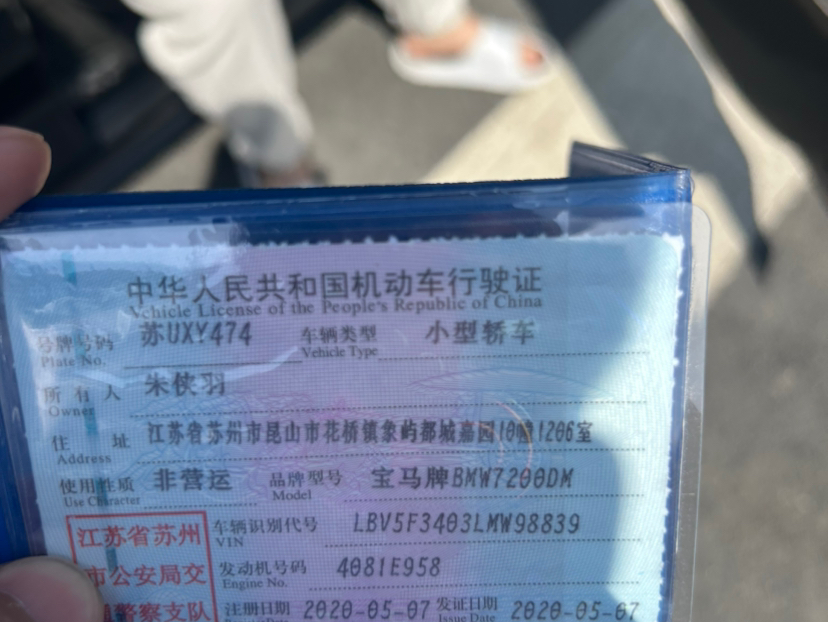 中华人民共和国机动车行驶证
Vehicle License of the People's Republic of China
号牌号码 苏UXY474 车辆类型 小型轿车
Plate No. Vehicle Type
所有人 朱侠羽
Owner
住址 江苏省苏州市昆山市花桥镇象屿都城嘉园10幢1206室
Address
使用性质 非营运 品牌型号 宝马牌BMW7200DM
Use Character Model
江苏省苏州 车辆识别代号 LBV5F3403LMW98839
VIN
市公安局交 发动机号码 4081E958
Engine No.
警察支队 注册日期 2020-05-07 发证日期 2020-05-07
Issue Date